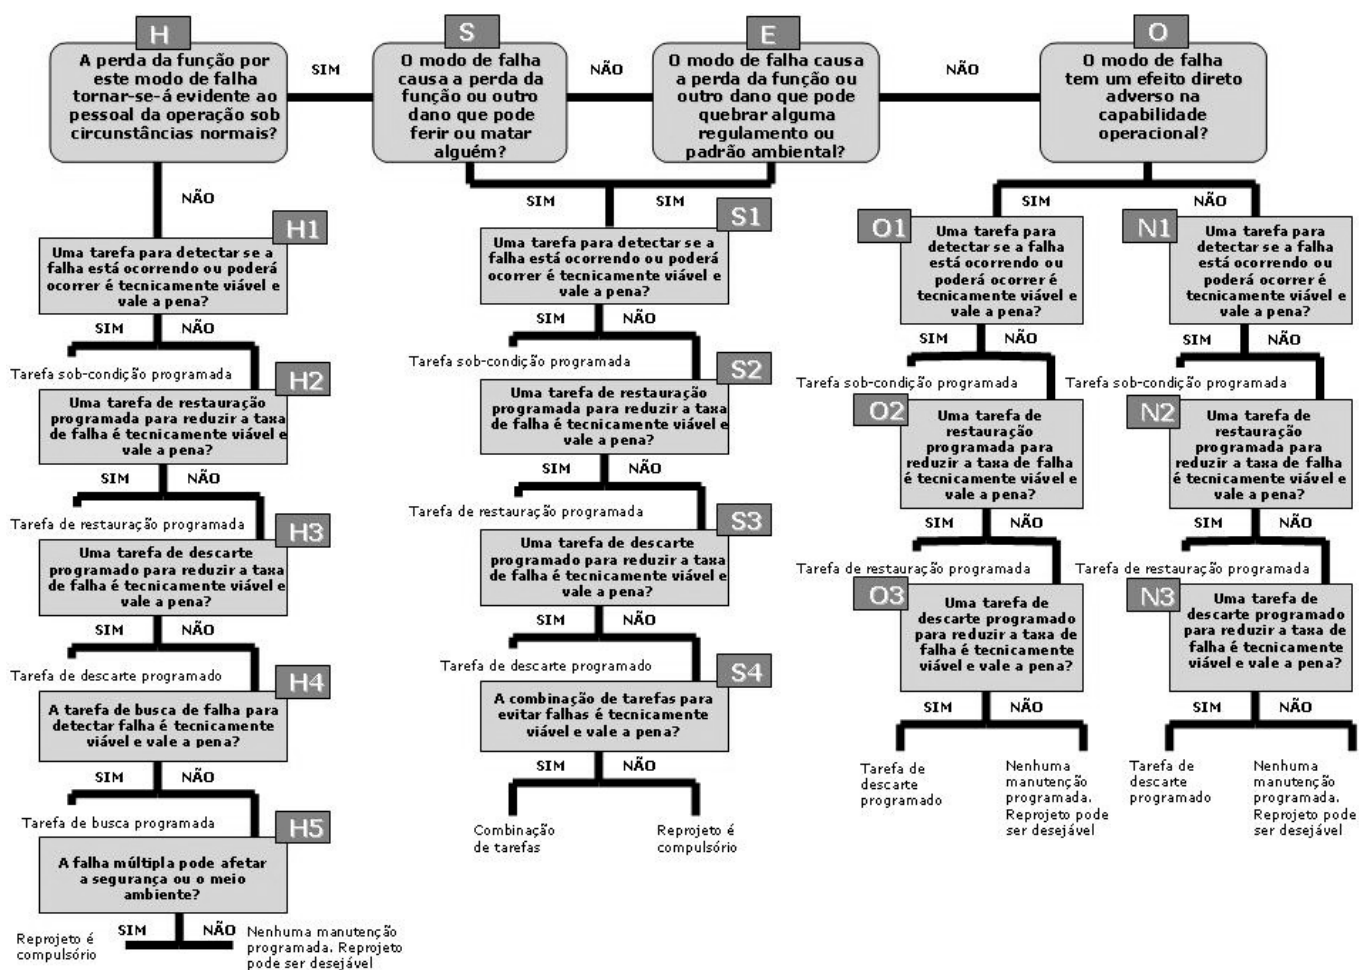 H
A perda da função por
este modo de falha
tornar-se-á evidente ao
pessoal da operação sob
circunstâncias normais?
SIM
S
O modo de falha
causa a perda da
função ou outro
dano que pode
ferir ou matar
alguém?
NÃO
E
O modo de falha causa
a perda da função ou
outro dano que pode
quebrar alguma
regulamento ou
padrão ambiental?
NÃO
O
O modo de falha
tem um efeito direto
adverso na
capabilidade
operacional?
NÃO
H1
Uma tarefa para detectar se a
falha está ocorrendo ou poderá
ocorrer é tecnicamente viável e
vale a pena?
SIM NÃO
Tarefa sob-condição programada
H2
Uma tarefa de restauração
programada para reduzir a taxa
de falha é tecnicamente viável e
vale a pena?
SIM NÃO
Tarefa de restauração programada
H3
Uma tarefa de descarte
programado para reduzir a taxa
de falha é tecnicamente viável e
vale a pena?
SIM NÃO
Tarefa de descarte programado
H4
A tarefa de busca de falha para
detectar falha é tecnicamente
viável e vale a pena?
SIM NÃO
Tarefa de busca programada
H5
A falha múltipla pode afetar
a segurança ou o meio
ambiente?
SIM NÃO
Reprojeto é
compulsório
Nenhuma manutenção
programada. Reprojeto
pode ser desejável
SIM SIM
S1
Uma tarefa para detectar se a
falha está ocorrendo ou poderá
ocorrer é tecnicamente viável e
vale a pena?
SIM NÃO
Tarefa sob-condição programada
S2
Uma tarefa de restauração
programada para reduzir a taxa
de falha é tecnicamente viável e
vale a pena?
SIM NÃO
Tarefa de restauração programada
S3
Uma tarefa de descarte
programado para reduzir a taxa
de falha é tecnicamente viável e
vale a pena?
SIM NÃO
Tarefa de descarte programado
S4
A combinação de tarefas para
evitar falhas é tecnicamente
viável e vale a pena?
SIM NÃO
Combinação
de tarefas
Reprojeto é
compulsório
SIM NÃO
O1
Uma tarefa para
detectar se a falha
está ocorrendo ou
poderá ocorrer é
tecnicamente viável e
vale a pena?
SIM NÃO
Tarefa sob-condição programada
O2
Uma tarefa de
restauração
programada para
reduzir a taxa de falha
é tecnicamente viável e
vale a pena?
SIM NÃO
Tarefa de restauração programada
O3
Uma tarefa de
descarte programado
para reduzir a taxa de
falha é tecnicamente
viável e vale a pena?
SIM NÃO
Tarefa de
descarte
programado
Nenhuma
manutenção
programada.
Reprojeto pode
ser desejável
N1
Uma tarefa para
detectar se a falha
está ocorrendo ou
poderá ocorrer é
tecnicamente viável e
vale a pena?
SIM NÃO
Tarefa sob-condição programada
N2
Uma tarefa de
restauração
programada para
reduzir a taxa de falha
é tecnicamente viável e
vale a pena?
SIM NÃO
Tarefa de restauração programada
N3
Uma tarefa de
descarte programado
para reduzir a taxa de
falha é tecnicamente
viável e vale a pena?
SIM NÃO
Tarefa de
descarte
programado
Nenhuma
manutenção
programada.
Reprojeto pode
ser desejável